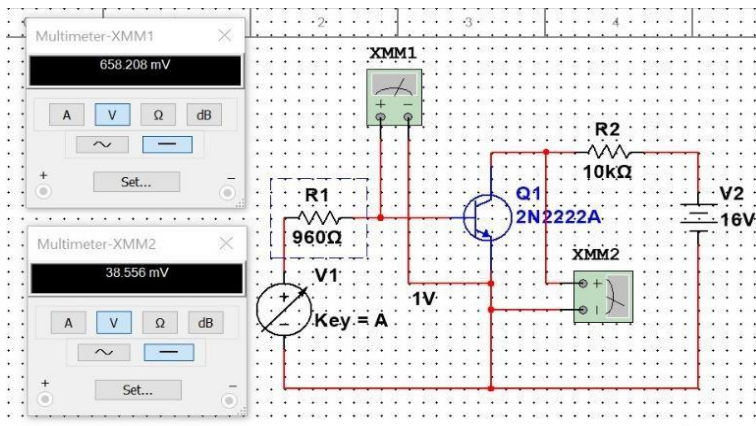 Multimeter-XMM1
658.208 mV
A V Ω dB
Set...
+ −
Multimeter-XMM2
38.556 mV
A V Ω dB
Set...
+ −
2 3 4
XMM1
+ −
R1
960Ω
V1
+
−
Key = A
1V
Q1
2N2222A
R2
10kΩ
V2
16V
XMM2
+